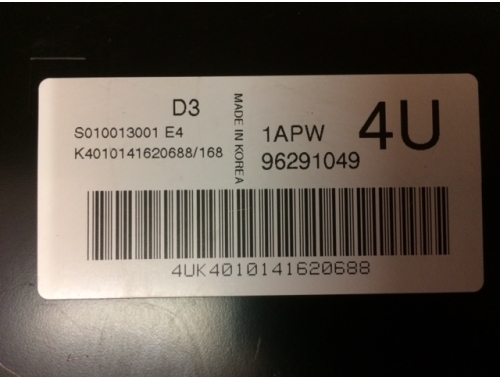 D3
S010013001 E4
K4010141620688/168
MADE IN KOREA
1APW
96291049
4U
4UK4010141620688